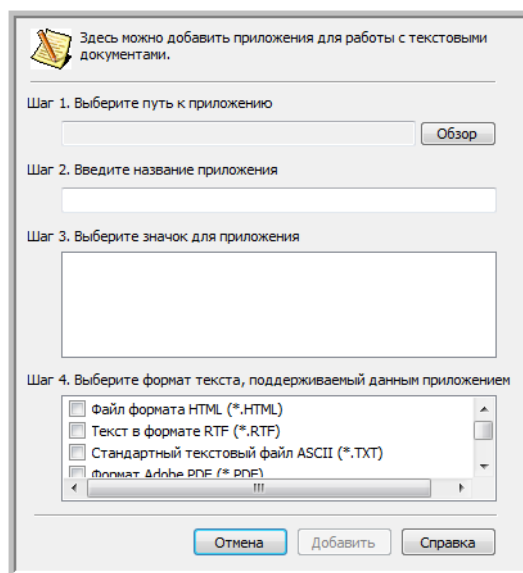 Здесь можно добавить приложения для работы с текстовыми
документами.
Шаг 1. Выберите путь к приложению
Обзор
Шаг 2. Введите название приложения
Шаг 3. Выберите значок для приложения
Шаг 4. Выберите формат текста, поддерживаемый данным приложением
Файл формата HTML (*.HTML)
Текст в формате RTF (*.RTF)
Стандартный текстовый файл ASCII (*.TXT)
Формат Adobe PDF (*.PDF)
Отмена Добавить Справка